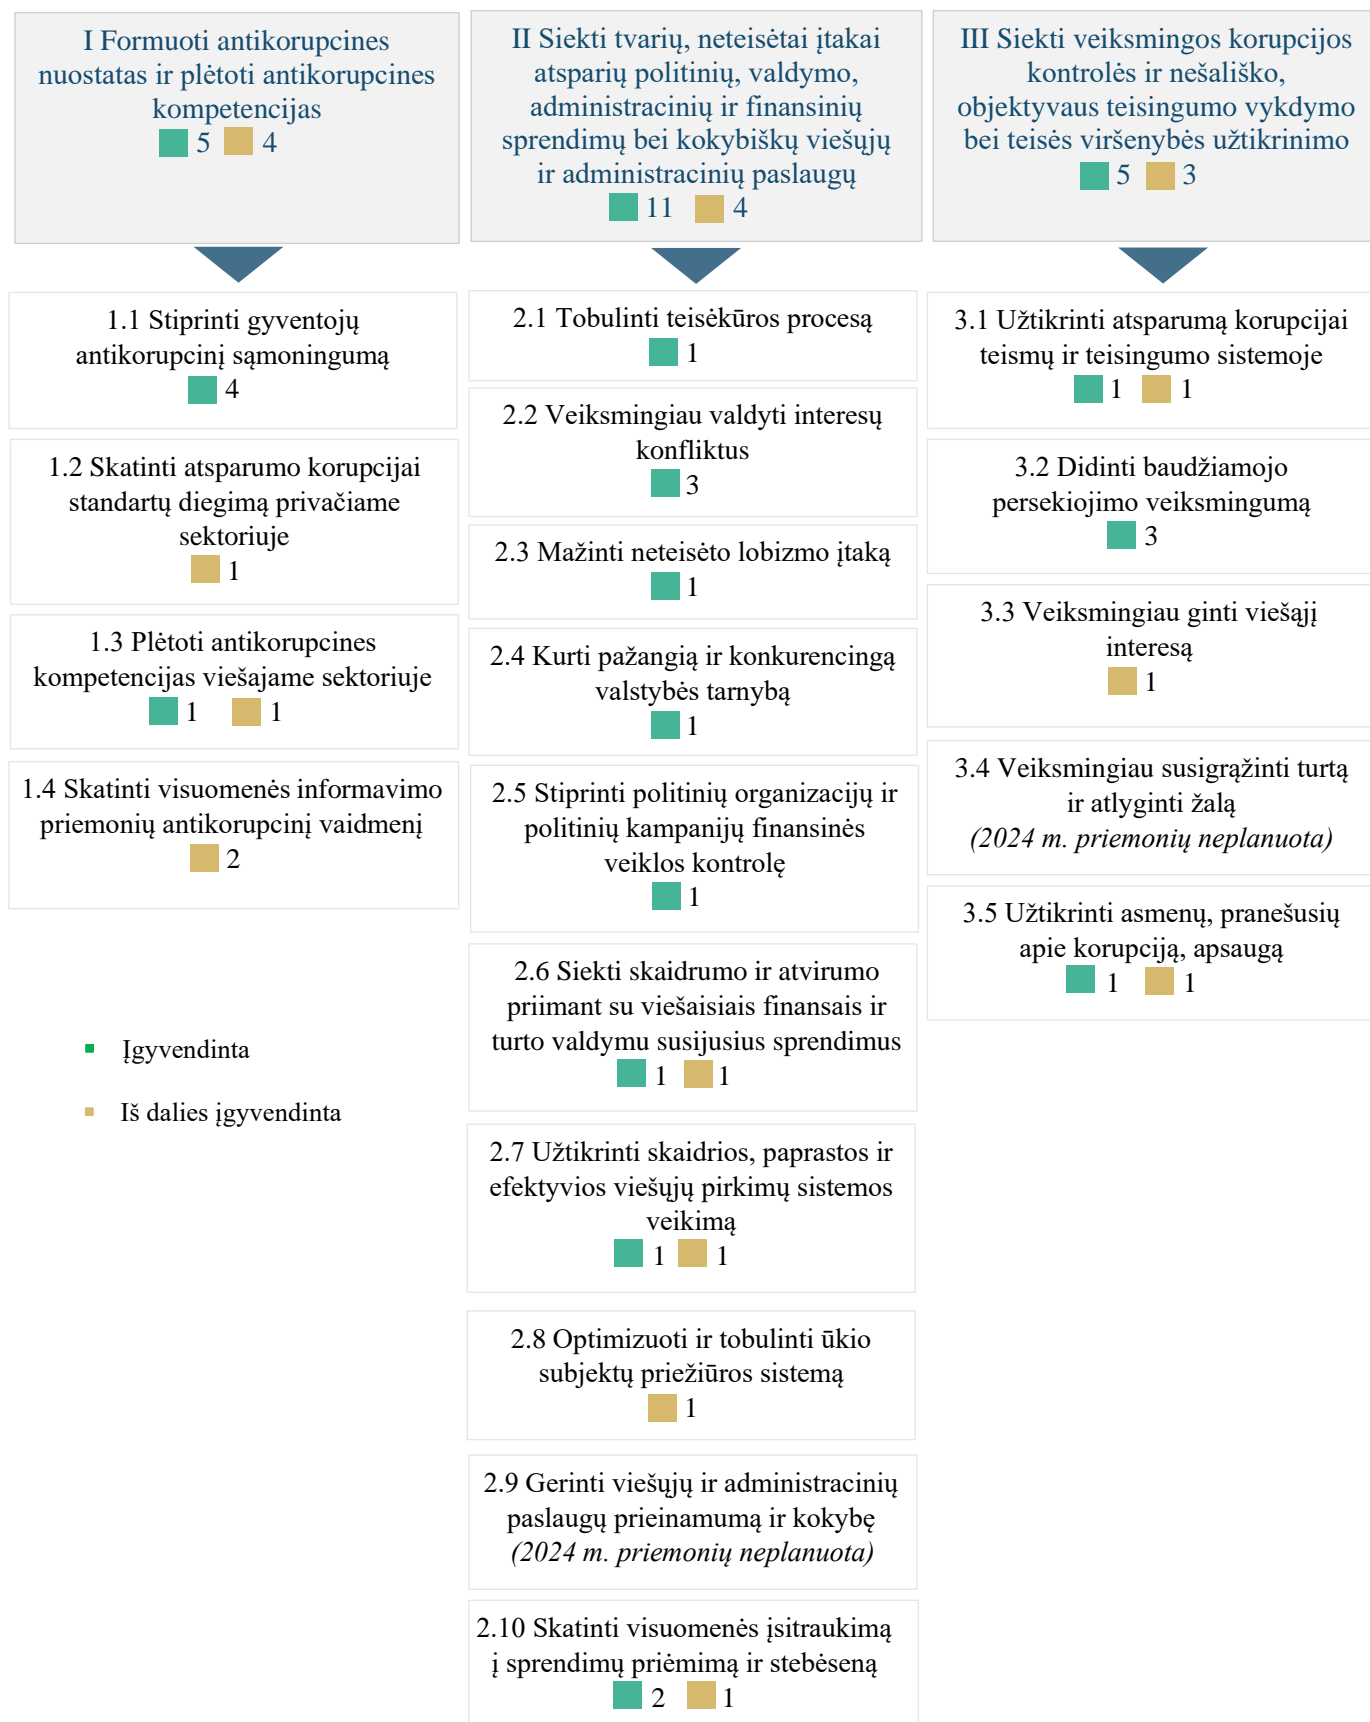 I Formuoti antikorupcines
nuostatas ir plėtoti antikorupcines
kompetencijas
5 4
1.1 Stiprinti gyventojų
antikorupcinį sąmoningumą
4
1.2 Skatinti atsparumo korupcijai
standartų diegimą privačiame
sektoriuje
1
1.3 Plėtoti antikorupcines
kompetencijas viešajame sektoriuje
1 1
1.4 Skatinti visuomenės informavimo
priemonių antikorupcinį vaidmenį
2
II Siekti tvarių, neteisėtai įtakai
atsparių politinių, valdymo,
administracinių ir finansinių
sprendimų bei kokybiškų viešųjų
ir administracinių paslaugų
11 4
2.1 Tobulinti teisėkūros procesą
1
2.2 Veiksmingiau valdyti interesų
konfliktus
3
2.3 Mažinti neteisėto lobizmo įtaką
1
2.4 Kurti pažangią ir konkurencingą
valstybės tarnybą
1
2.5 Stiprinti politinių organizacijų ir
politinių kampanijų finansinės
veiklos kontrolę
1
2.6 Siekti skaidrumo ir atvirumo
priimant su viešaisiais finansais ir
turto valdymu susijusius sprendimus
1 1
2.7 Užtikrinti skaidrios, paprastos ir
efektyvios viešųjų pirkimų sistemos
veikimą
1 1
2.8 Optimizuoti ir tobulinti ūkio
subjektų priežiūros sistemą
1
2.9 Gerinti viešųjų ir administracinių
paslaugų prieinamumą ir kokybę
(2024 m. priemonių neplanuota)
2.10 Skatinti visuomenės įsitraukimą
į sprendimų priėmimą ir stebėseną
2 1
III Siekti veiksmingos korupcijos
kontrolės ir nešališko,
objektyvaus teisingumo vykdymo
bei teisės viršenybės užtikrinimo
5 3
3.1 Užtikrinti atsparumą korupcijai
teismų ir teisingumo sistemoje
1 1
3.2 Didinti baudžiamojo
persekiojimo veiksmingumą
3
3.3 Veiksmingiau ginti viešąjį
interesą
1
3.4 Veiksmingiau susigrąžinti turtą
ir atlyginti žalą
(2024 m. priemonių neplanuota)
3.5 Užtikrinti asmenų, pranešusių
apie korupciją, apsaugą
1 1
Įgyvendinta
Iš dalies įgyvendinta